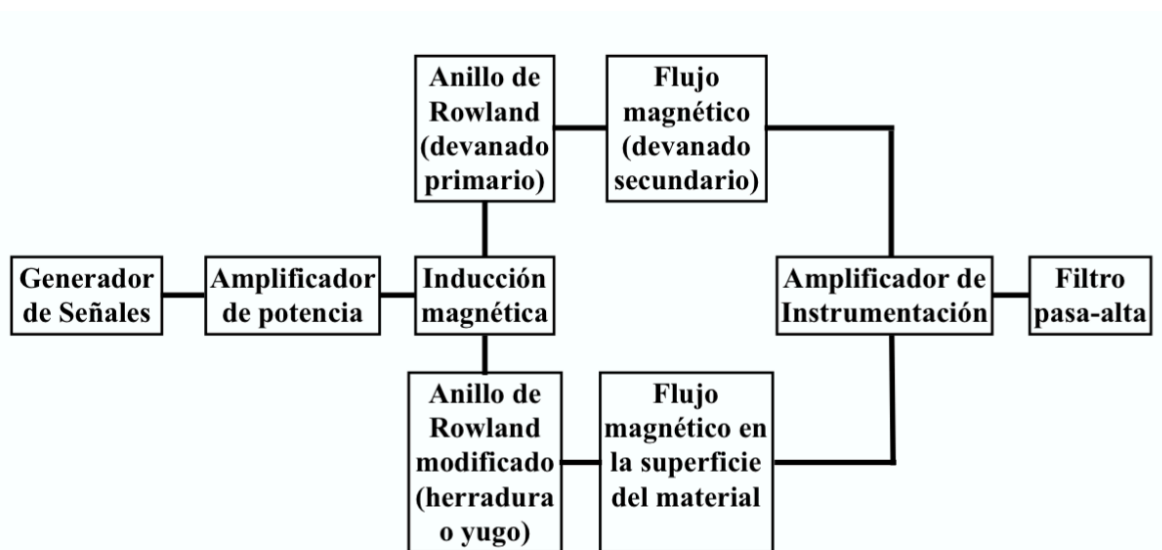 Anillo de
Rowland
(devanado
primario)
Flujo
magnético
(devanado
secundario)
Generador
de Señales
Amplificador
de potencia
Inducción
magnética
Amplificador de
Instrumentación
Filtro
pasa-alta
Anillo de
Rowland
modificado
(herradura
o yugo)
Flujo
magnético en
la superficie
del material